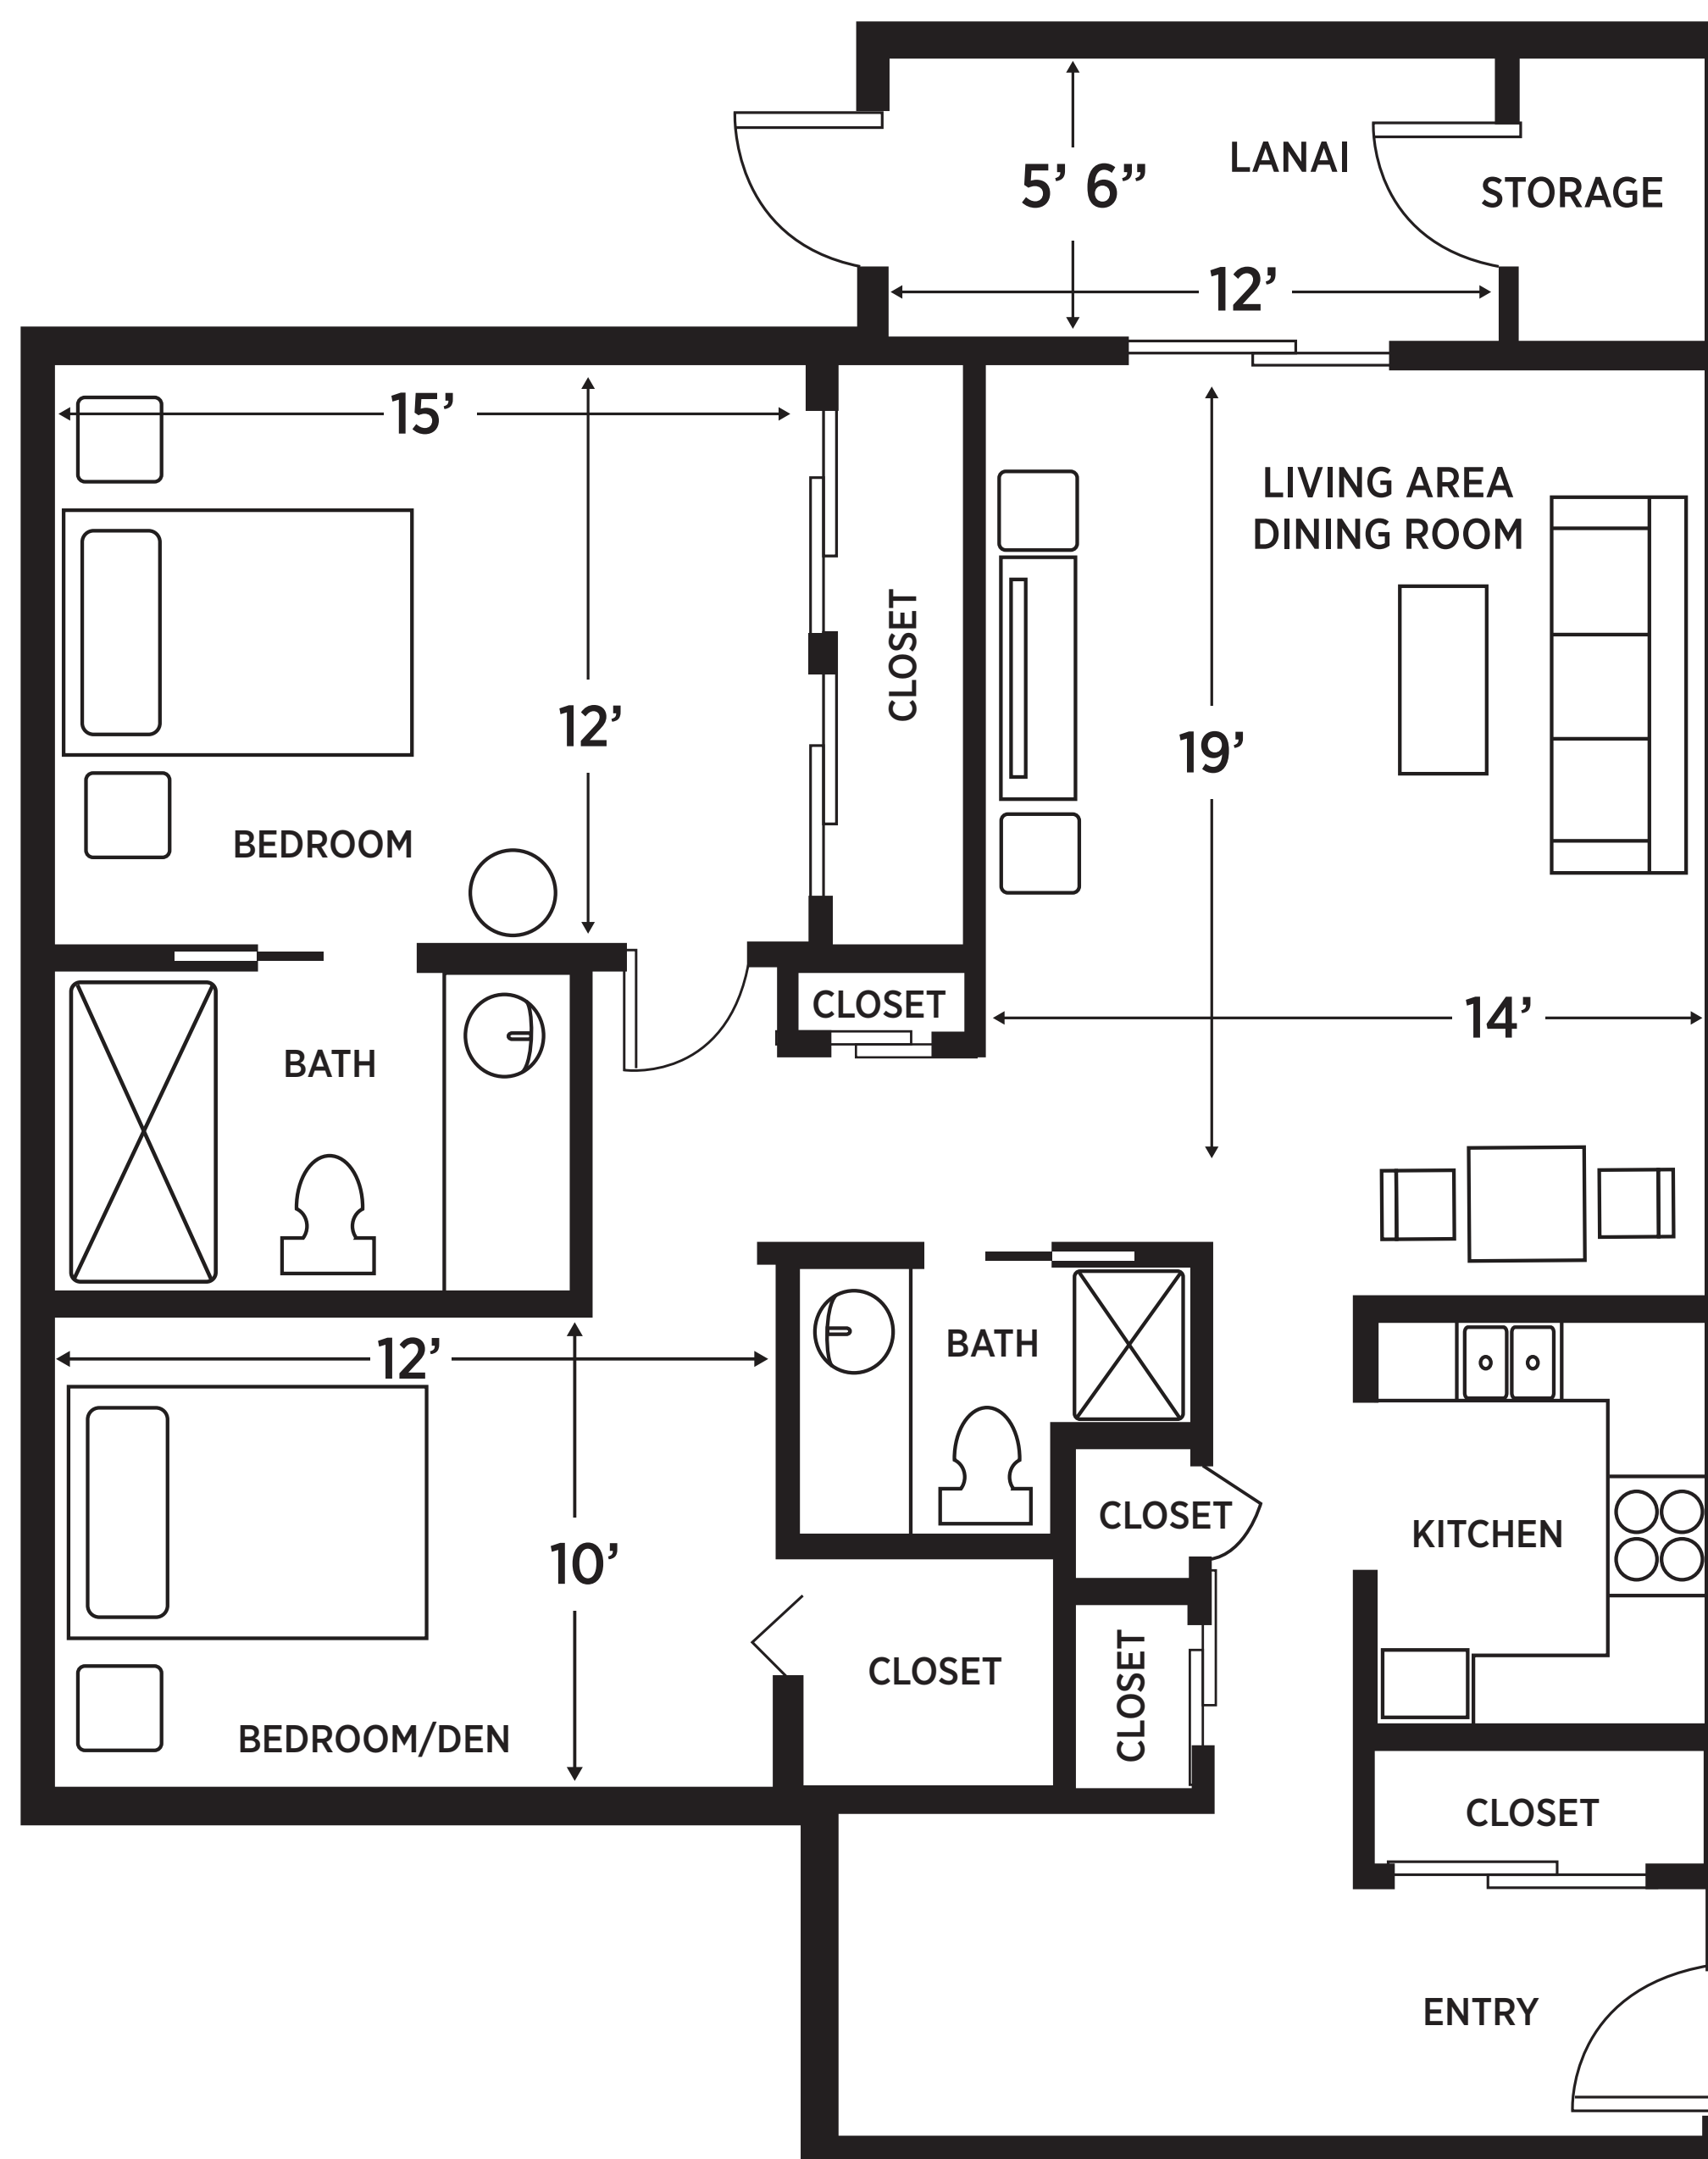 LANAI
5’ 6”
STORAGE
12’
15’
LIVING AREA
DINING ROOM
CLOSET
12’
19’
BEDROOM
CLOSET
14’
BATH
12’
BATH
CLOSET
KITCHEN
10’
CLOSET
CLOSET
BEDROOM/DEN
CLOSET
ENTRY